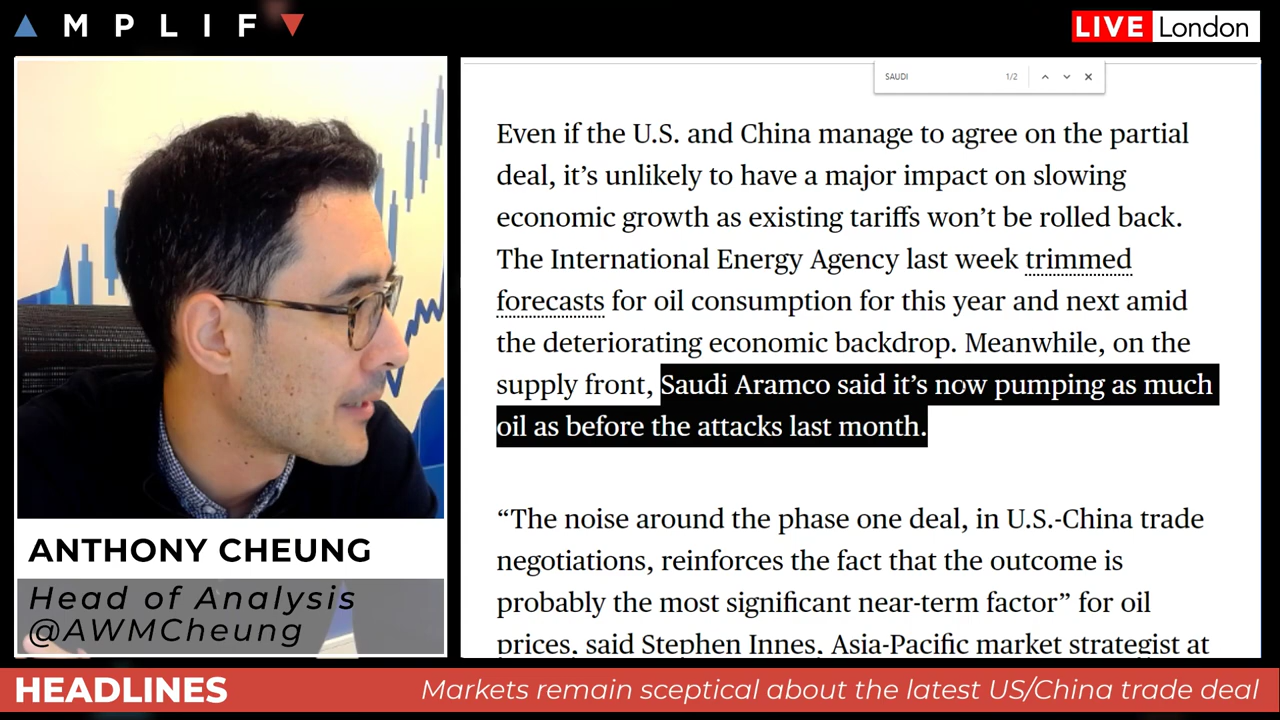 ▲ MPLIF▼
LIVE London
SAUDI 1/2
Even if the U.S. and China manage to agree on the partial
deal, it’s unlikely to have a major impact on slowing
economic growth as existing tariffs won’t be rolled back.
The International Energy Agency last week trimmed
forecasts for oil consumption for this year and next amid
the deteriorating economic backdrop. Meanwhile, on the
supply front, Saudi Aramco said it’s now pumping as much
oil as before the attacks last month.
“The noise around the phase one deal, in U.S.-China trade
negotiations, reinforces the fact that the outcome is
probably the most significant near-term factor” for oil
prices, said Stephen Innes, Asia-Pacific market strategist at
ANTHONY CHEUNG
Head of Analysis
@AWMCheung
HEADLINES Markets remain sceptical about the latest US/China trade deal